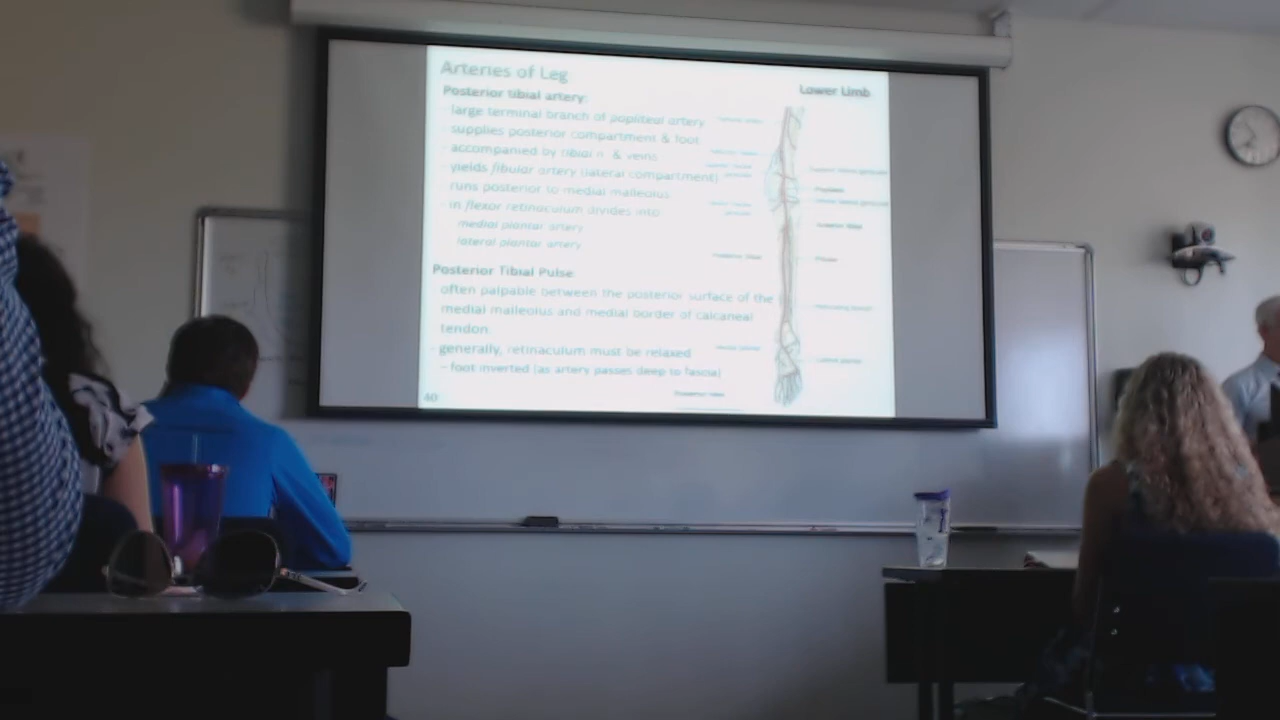 Arteries of Leg
Lower Limb
Posterior tibial artery:
large terminal branch of popliteal artery
supplies posterior compartment & foot
- accompanied by tibial n. & veins
- yields fibular artery (lateral compartment)
runs posterior to medial malleolus
- in flexor retinaculum divides into
medial plantar artery
lateral plantar artery
Posterior Tibial Pulse
often palpable between the posterior surface of the
medial malleolus and medial border of calcaneal
tendon
- generally, retinaculum must be relaxed
– foot inverted (as artery passes deep to fascia)
40